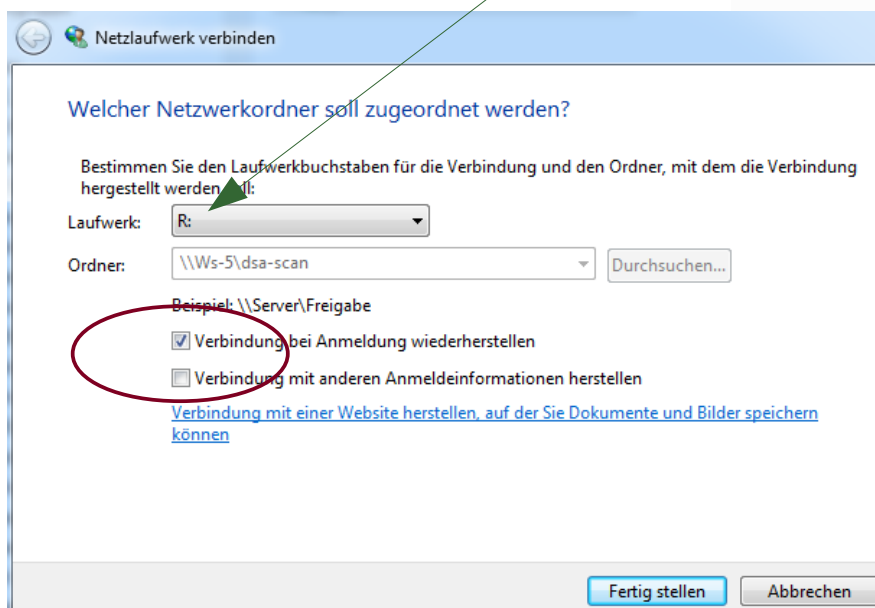 Netzlaufwerk verbinden
Welcher Netzwerkordner soll zugeordnet werden?
Bestimmen Sie den Laufwerkbuchstaben für die Verbindung und den Ordner, mit dem die Verbindung
hergestellt werden soll:
Laufwerk: R:
Ordner: \\Ws-5\dsa-scan Durchsuchen...
Beispiel: \\Server\Freigabe
Verbindung bei Anmeldung wiederherstellen
Verbindung mit anderen Anmeldeinformationen herstellen
Verbindung mit einer Website herstellen, auf der Sie Dokumente und Bilder speichern
können
Fertig stellen Abbrechen